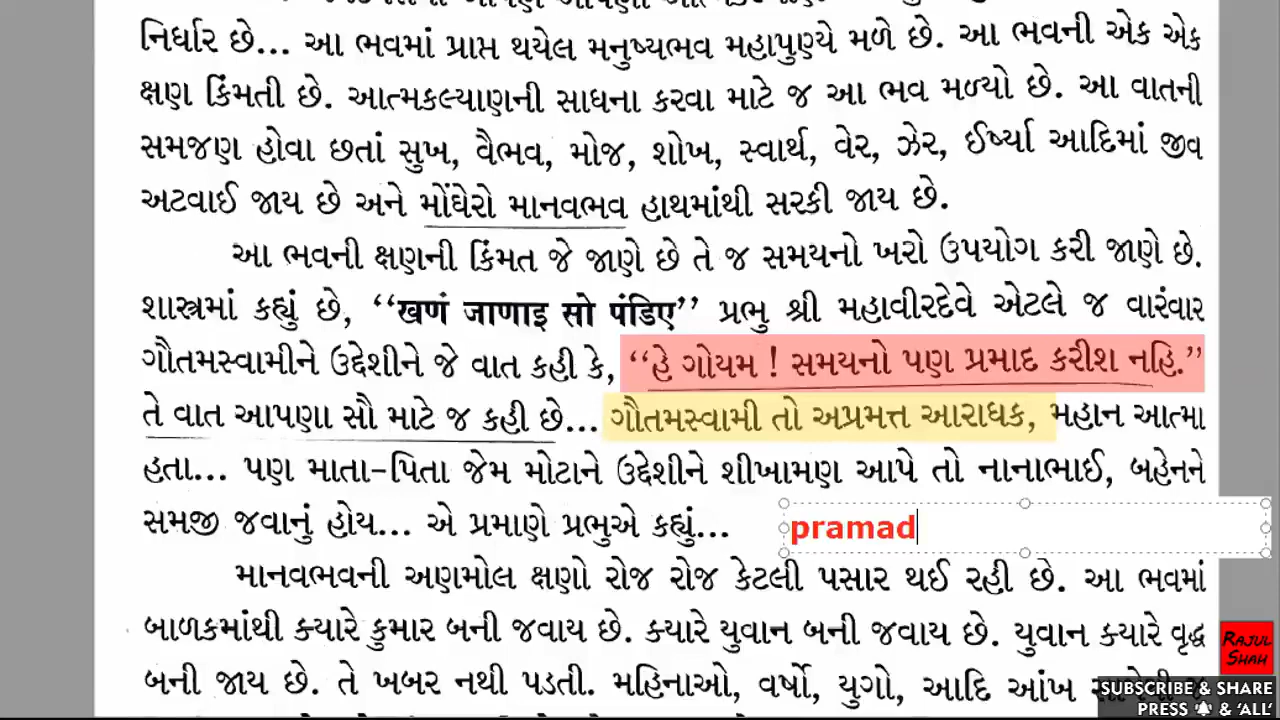 નિર્ધાર છે... આ ભવમાં પ્રાપ્ત થયેલ મનુષ્યભવ મહાપુણ્યે મળે છે. આ ભવની એક એક
ક્ષણ કિંમતી છે. આત્મકલ્યાણની સાધના કરવા માટે જ આ ભવ મળ્યો છે. આ વાતની
સમજણ હોવા છતાં સુખ, વૈભવ, મોજ, શોખ, સ્વાર્થ, વેર, ઝેર, ઈર્ષ્યા આદિમાં જીવ
અટવાઈ જાય છે અને મોંઘેરો માનવભવ હાથમાંથી સરકી જાય છે.
આ ભવની ક્ષણની કિંમત જે જાણે છે તે જ સમયનો ખરો ઉપયોગ કરી જાણે છે.
શાસ્ત્રમાં કહ્યું છે, “खणं जाणाइ सो पंडिए” પ્રભુ શ્રી મહાવીરદેવે એટલે જ વારંવાર
ગૌતમસ્વામીને ઉદ્દેશીને જે વાત કહી કે, “હે ગોયમ ! સમયનો પણ પ્રમાદ કરીશ નહિ.”
તે વાત આપણા સૌ માટે જ કહી છે... ગૌતમસ્વામી તો અપ્રમત્ત આરાધક, મહાન આત્મા
હતા... પણ માતા-પિતા જેમ મોટાને ઉદ્દેશીને શીખામણ આપે તો નાનાભાઈ, બહેનને
સમજી જવાનું હોય... એ પ્રમાણે પ્રભુએ કહ્યું...
pramad
માનવભવની અણમોલ ક્ષણો રોજ રોજ કેટલી પસાર થઈ રહી છે. આ ભવમાં
બાળકમાંથી ક્યારે કુમાર બની જવાય છે. ક્યારે યુવાન બની જવાય છે. યુવાન ક્યારે વૃદ્ધ
બની જાય છે. તે ખબર નથી પડતી. મહિનાઓ, વર્ષો, યુગો, આદિ આંખ
RAJUL
SHAH
SUBSCRIBE & SHARE
PRESS 🔔 & 'ALL'